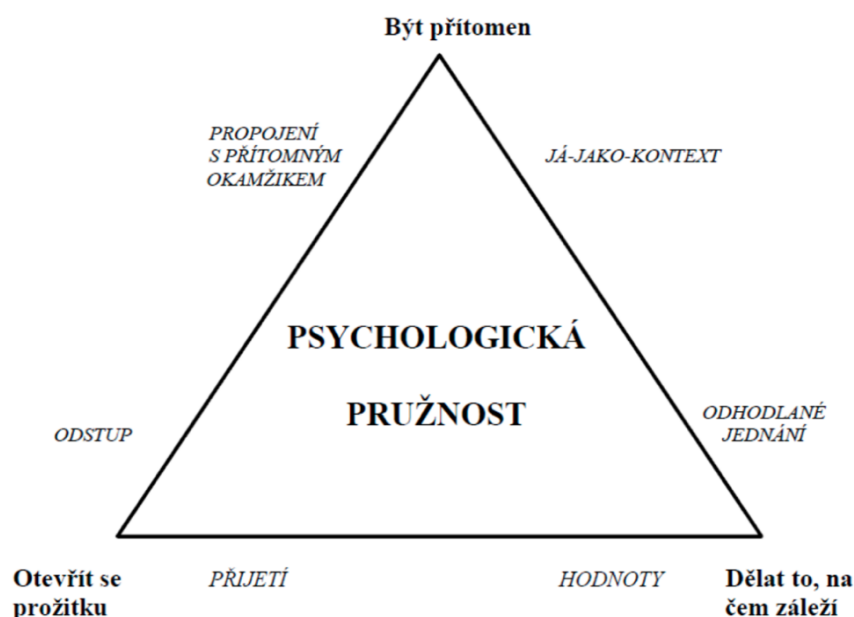 Být přítomen
PROPOJENÍ
S PŘÍTOMNÝM
OKAMŽIKEM
JÁ-JAKO-KONTEXT
PSYCHOLOGICKÁ
PRUŽNOST
ODSTUP
ODHODLANÉ
JEDNÁNÍ
Otevřít se
prožitku
PŘIJETÍ
HODNOTY
Dělat to, na
čem záleží